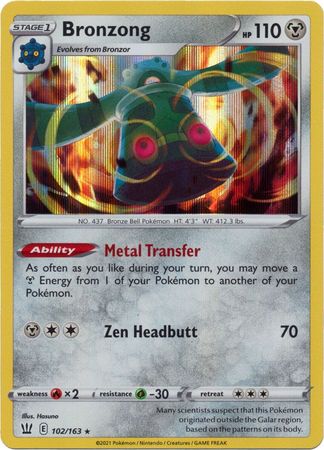 STAGE 1
Bronzong
HP 110
Evolves from Bronzor
NO. 437 Bronze Bell Pokémon HT: 4'3" WT: 412.3 lbs.
Ability Metal Transfer
As often as you like during your turn, you may move a
Energy from 1 of your Pokémon to another of your
Pokémon.
Zen Headbutt 70
weakness ×2 resistance -30 retreat
Illus. Hasuno
E 102/163 ★
Many scientists suspect that this Pokémon
originated outside the Galar region,
based on the patterns on its body.
©2021 Pokémon / Nintendo / Creatures / GAME FREAK